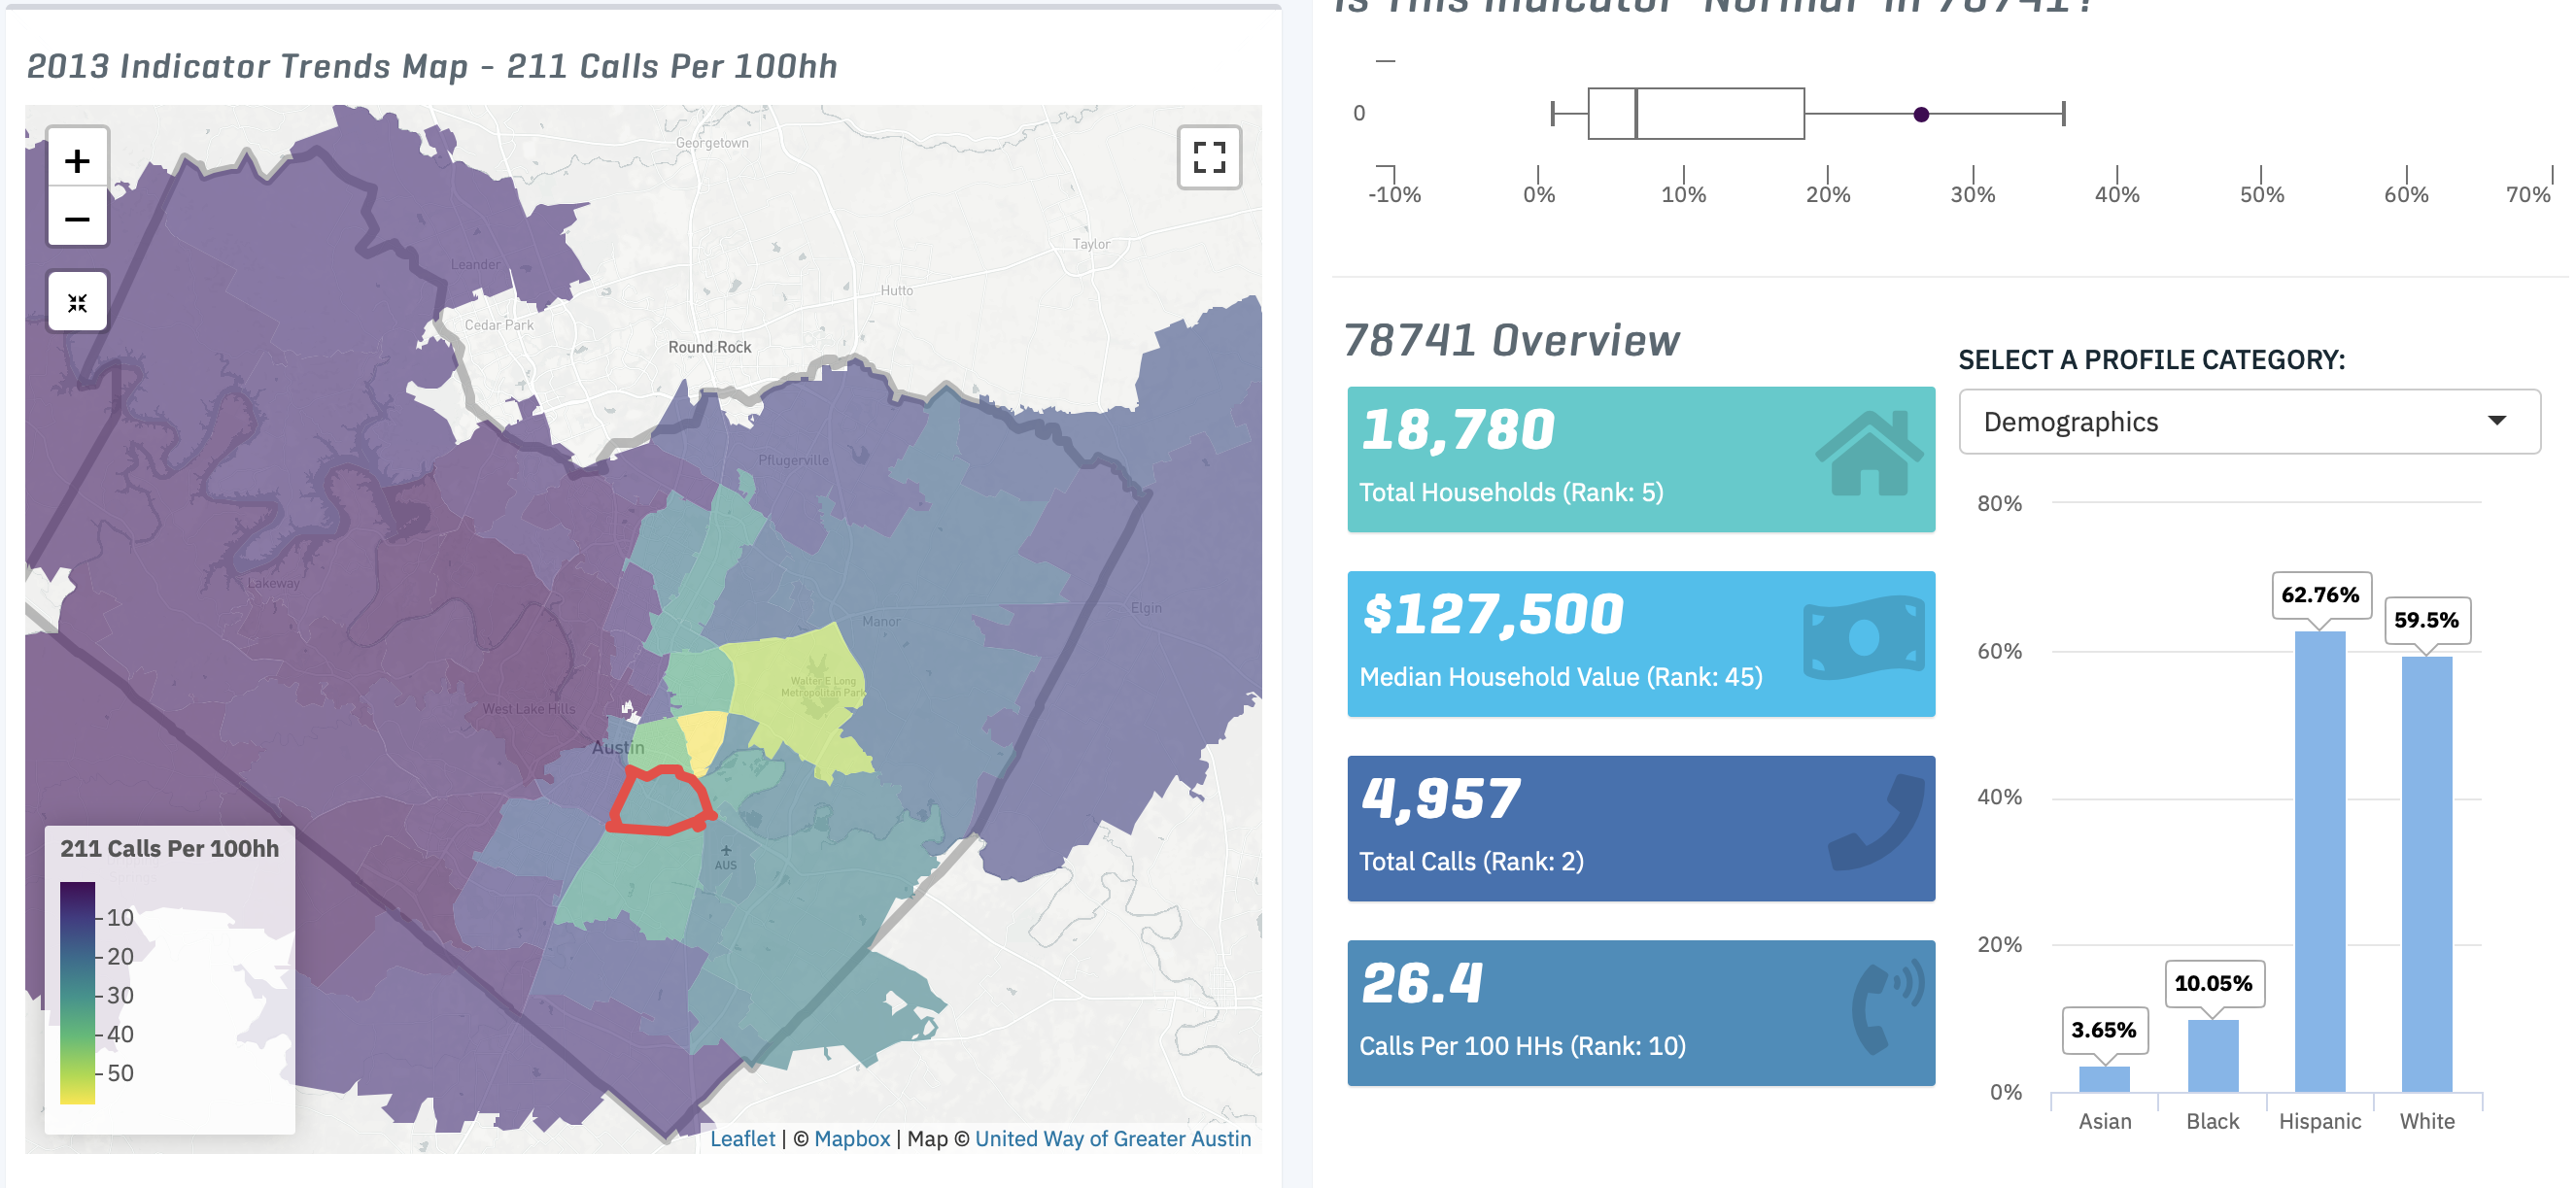 Is This Indicator 'Normal' in 78741?
2013 Indicator Trends Map - 211 Calls Per 100hh
+
−
Georgetown
Taylor
Leander
Hutto
Cedar Park
Round Rock
Pflugerville
Lakeway
Elgin
Manor
Walter E Long
Metropolitan Park
West Lake Hills
Austin
AUS
211 Calls Per 100hh
10
20
30
40
50
Leaflet | © Mapbox | Map © United Way of Greater Austin
0
-10%
0%
10%
20%
30%
40%
50%
60%
70%
78741 Overview
18,780
Total Households (Rank: 5)
$127,500
Median Household Value (Rank: 45)
4,957
Total Calls (Rank: 2)
26.4
Calls Per 100 HHs (Rank: 10)
SELECT A PROFILE CATEGORY:
Demographics
80%
60%
40%
20%
0%
3.65%
10.05%
62.76%
59.5%
Asian
Black
Hispanic
White